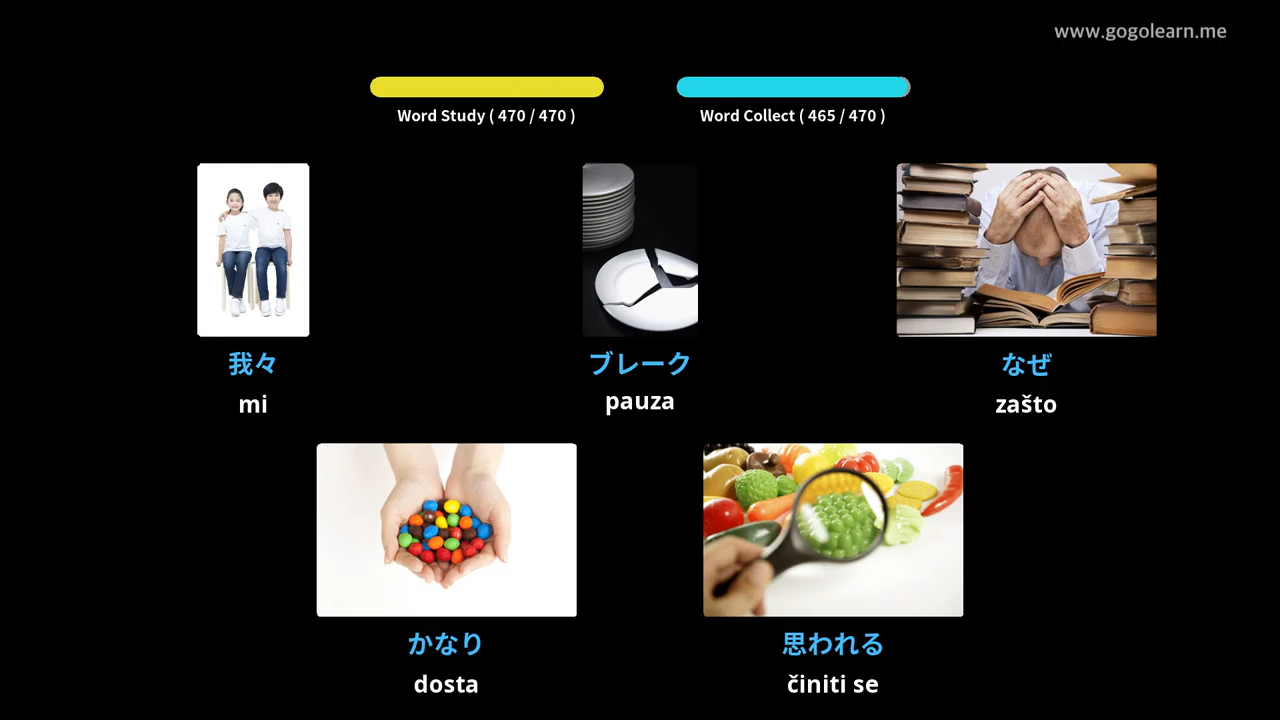 www.gogolearn.me
Word Study ( 470 / 470 )
Word Collect ( 465 / 470 )
我々
mi
ブレーク
pauza
なぜ
zašto
かなり
dosta
思われる
činiti se